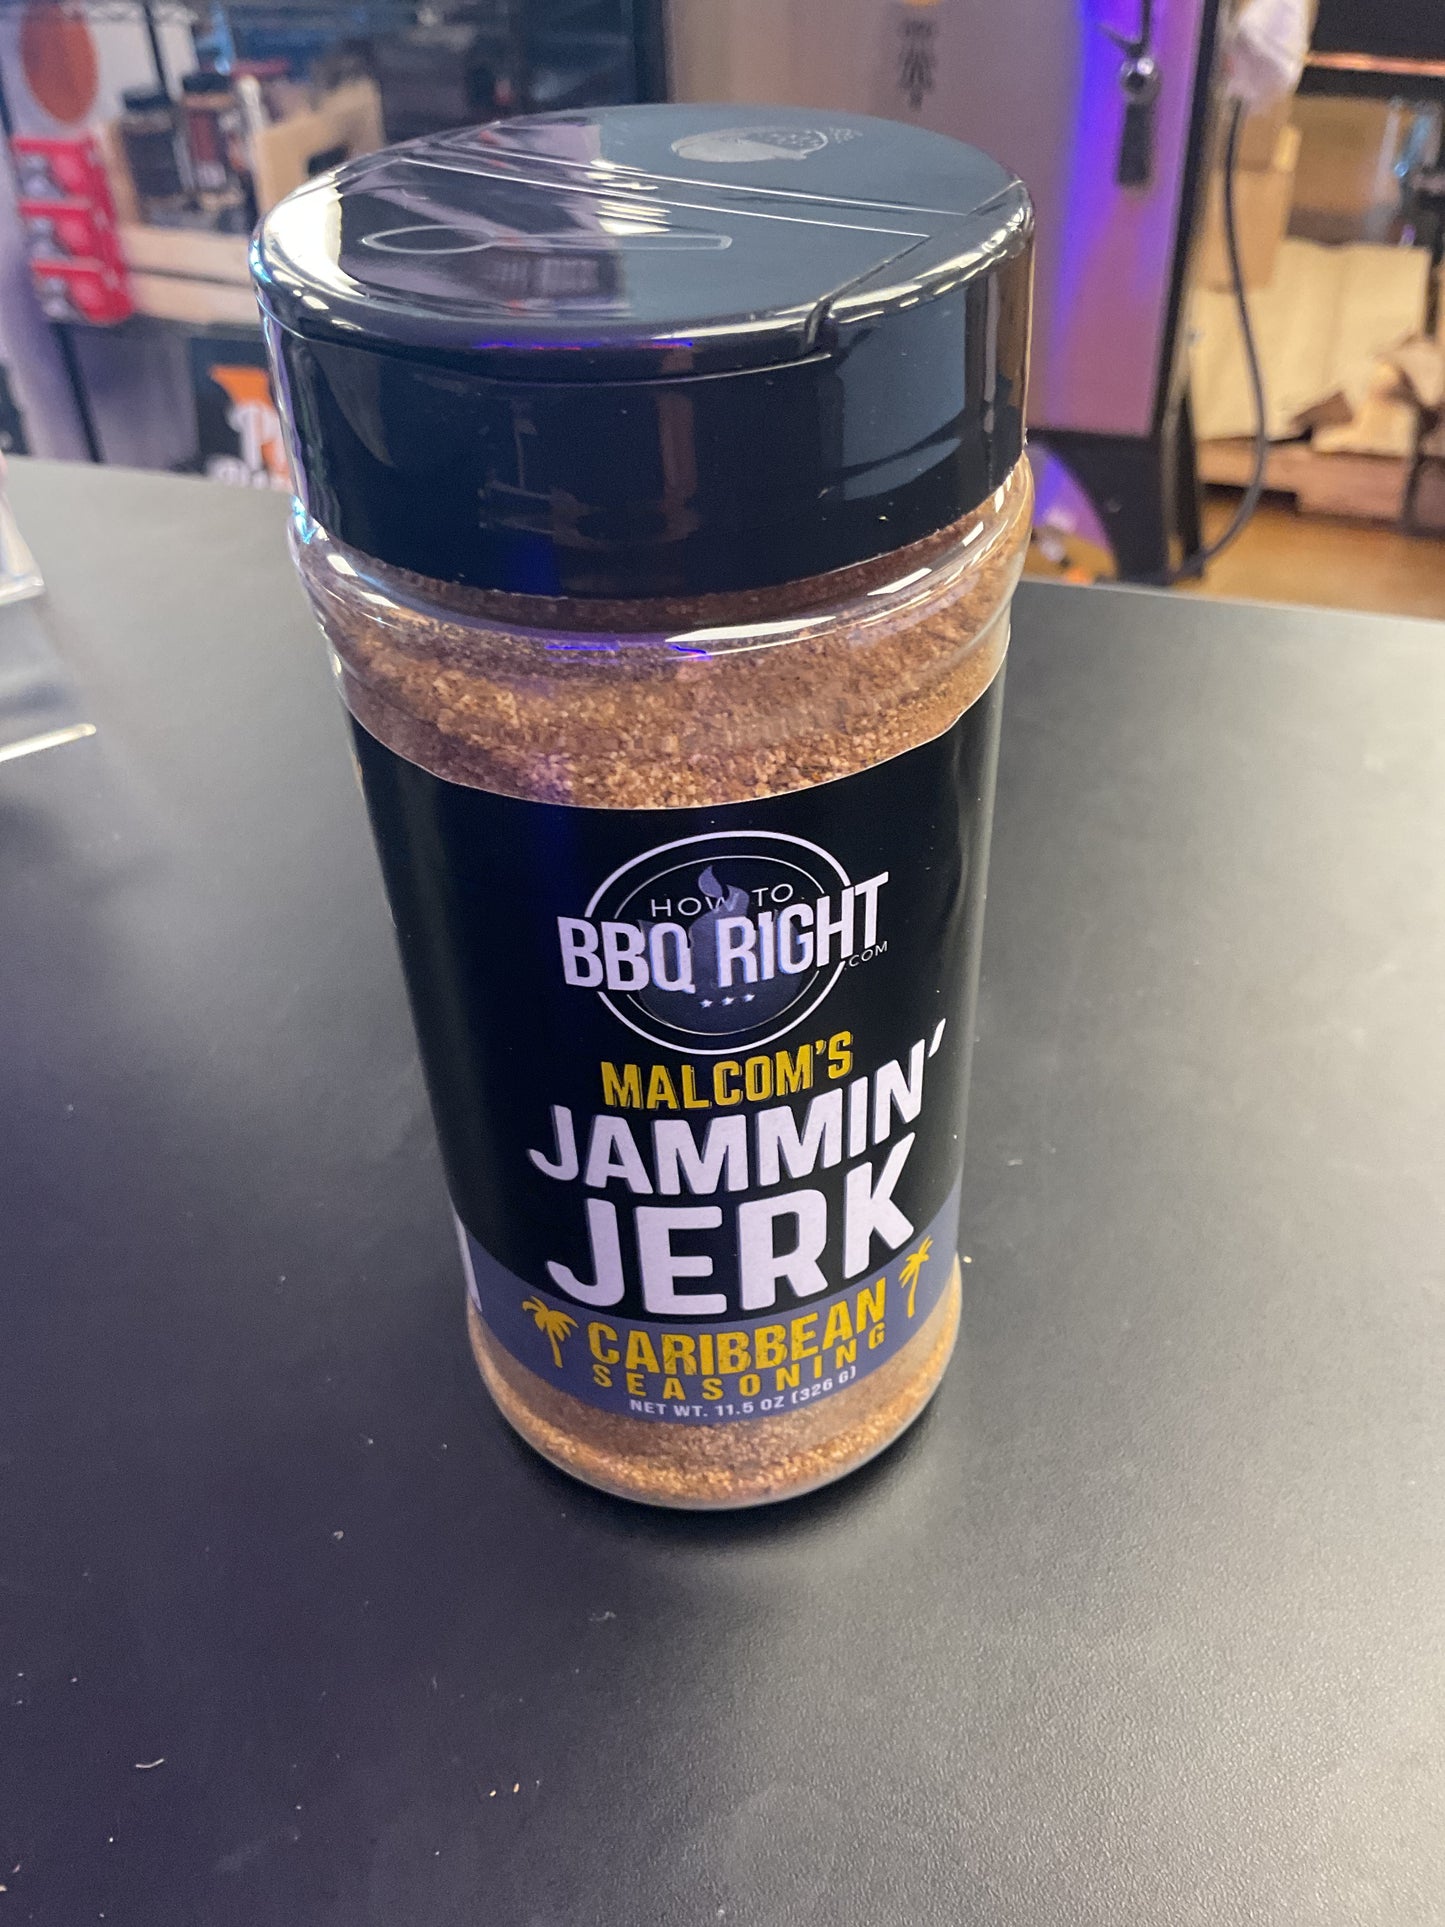 HOW TO
BBQ RIGHT
.COM
MALCOM'S
JAMMIN'
JERK
CARIBBEAN
SEASONING
NET WT. 11.5 OZ (326 G)